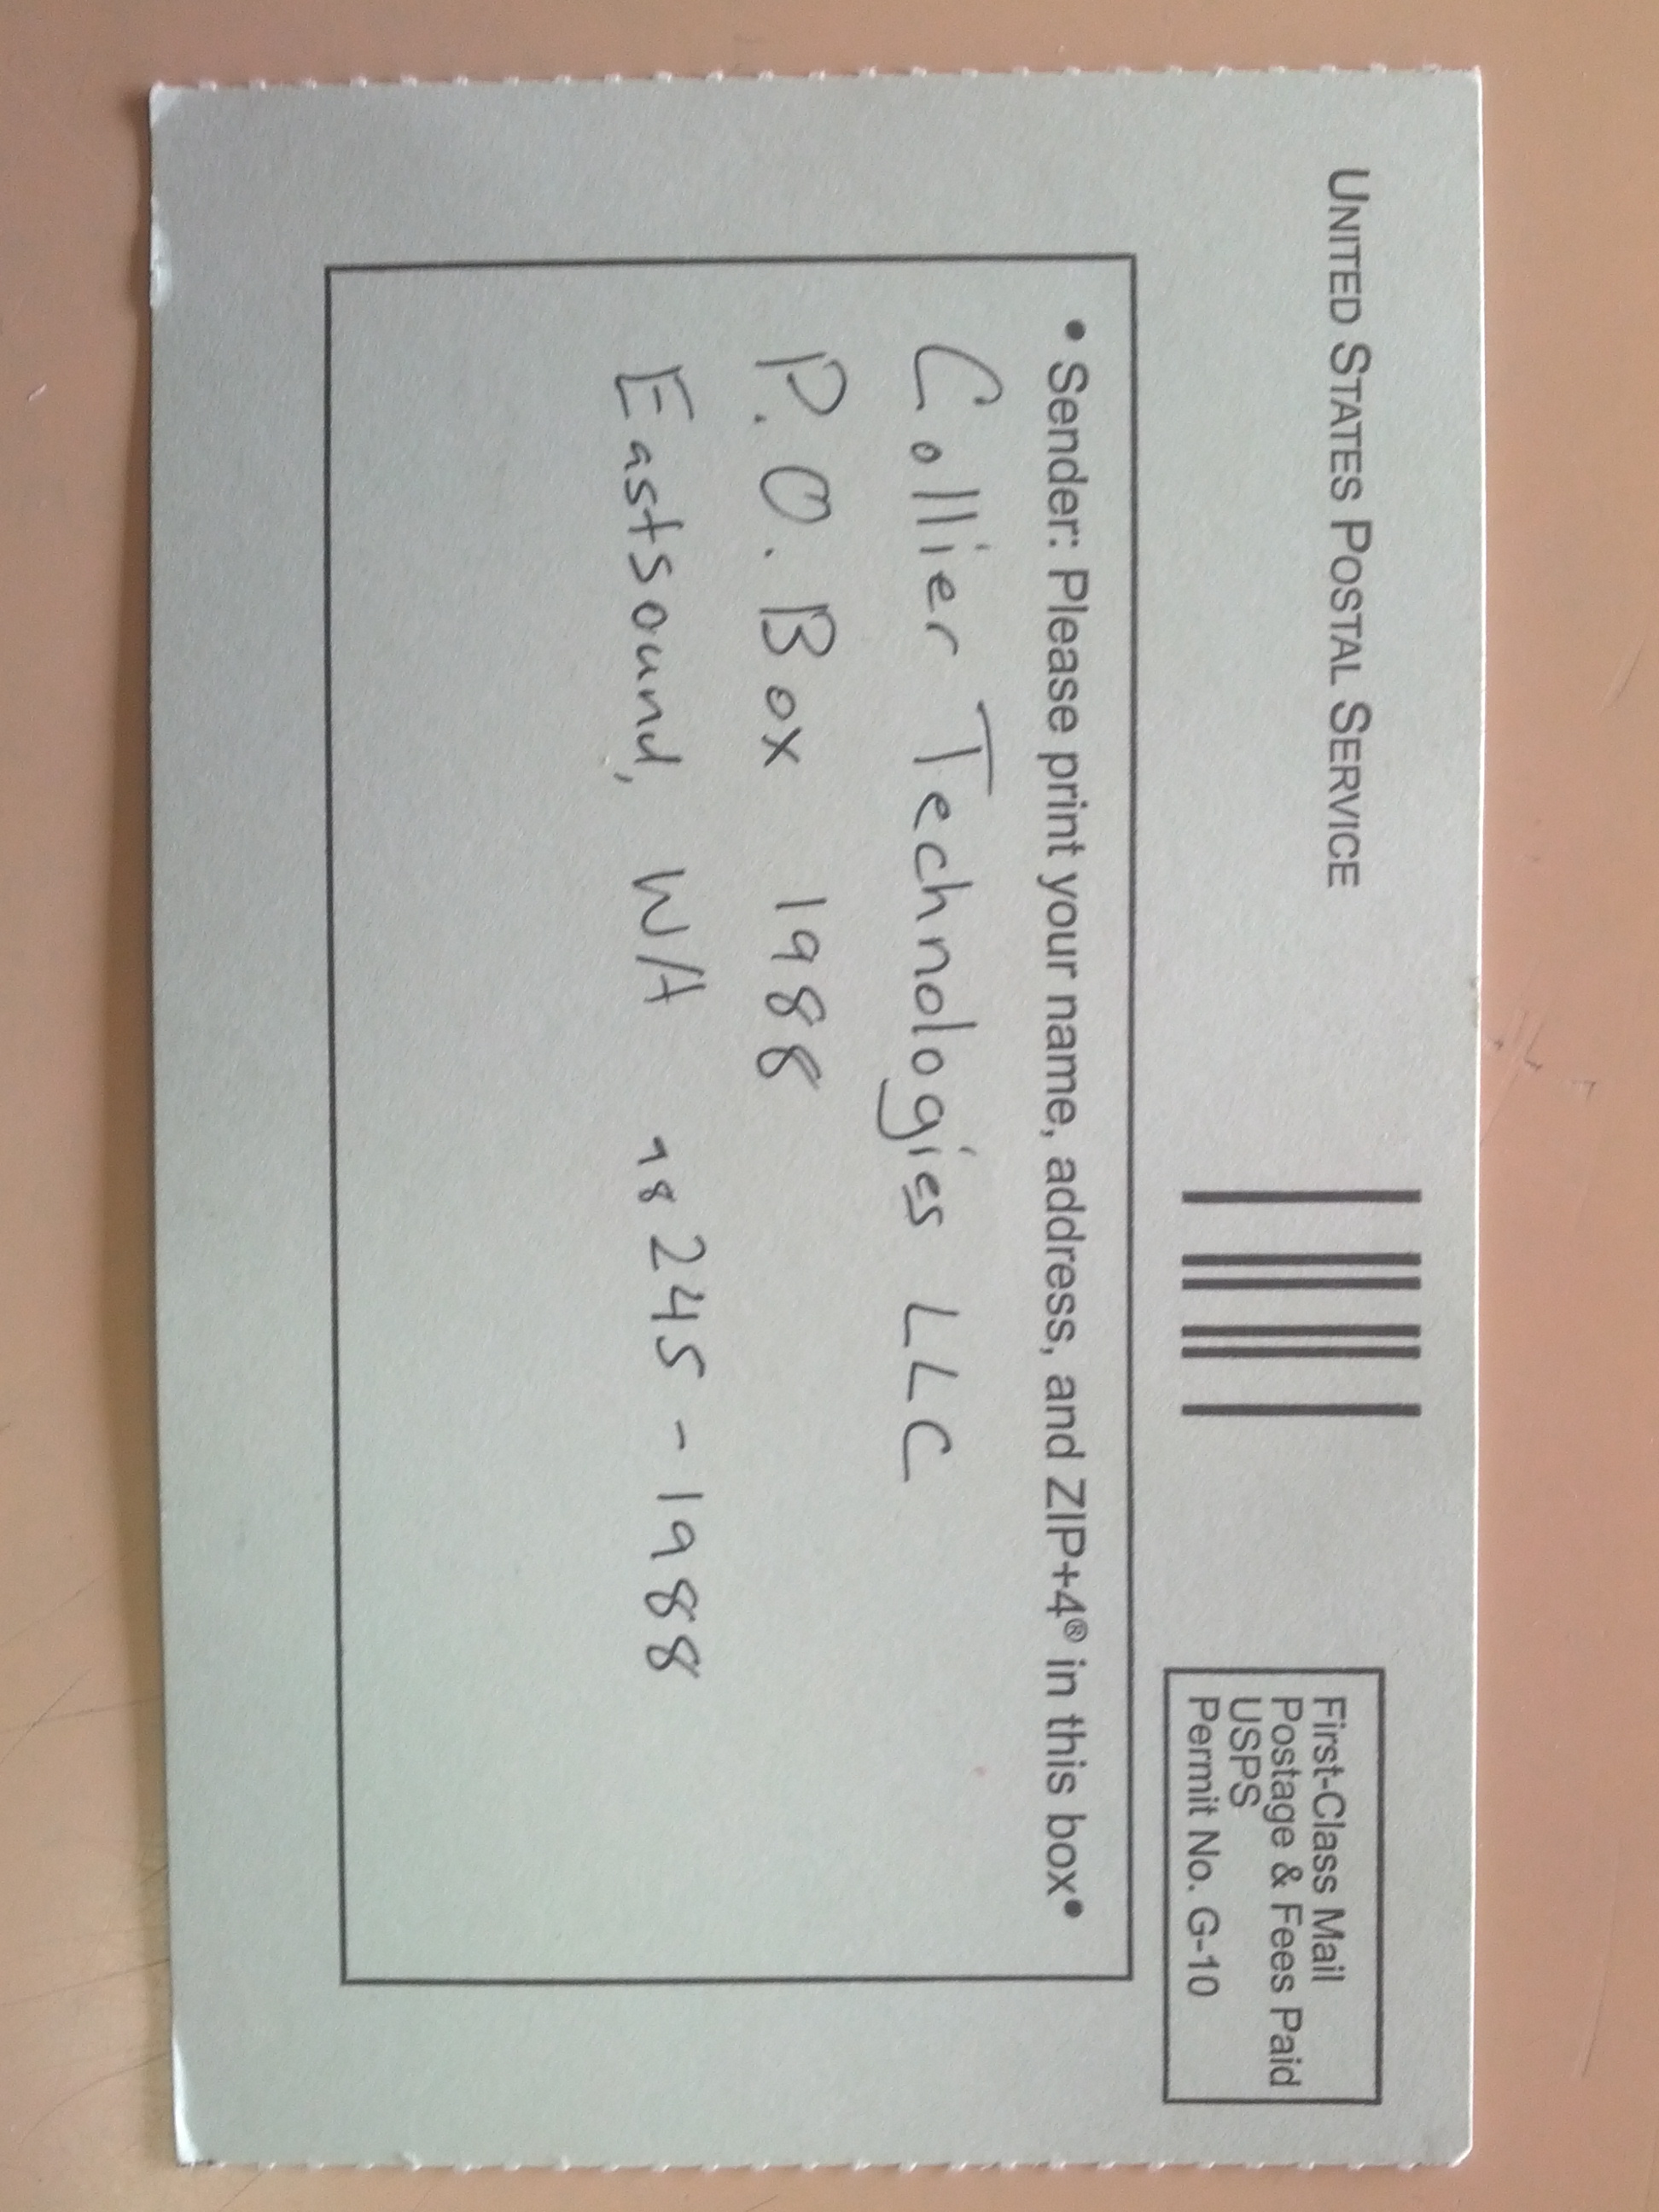 UNITED STATES POSTAL SERVICE
First-Class Mail
Postage & Fees Paid
USPS
Permit No. G-10
• Sender: Please print your name, address, and ZIP+4® in this box•
Collier Technologies LLC
P.O. Box 1988
Eastsound, WA 98245-1988